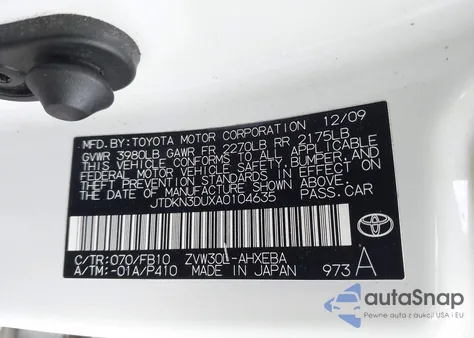 MFD. BY: TOYOTA MOTOR CORPORATION 12/09
GVWR 3980LB GAWR FR 2270LB RR 2175LB
THIS VEHICLE CONFORMS TO ALL APPLICABLE
FEDERAL MOTOR VEHICLE SAFETY, BUMPER, AND
THEFT PREVENTION STANDARDS IN EFFECT ON
THE DATE OF MANUFACTURE SHOWN ABOVE.
JTDKN3DUXA0104635 PASS. CAR
TOYOTA
C/TR: 070/FB10 ZVW30L-AHXEBA
A/TM: -01A/P410 MADE IN JAPAN 973 A
autoSnap
Pewne auta z aukcji USA i EU